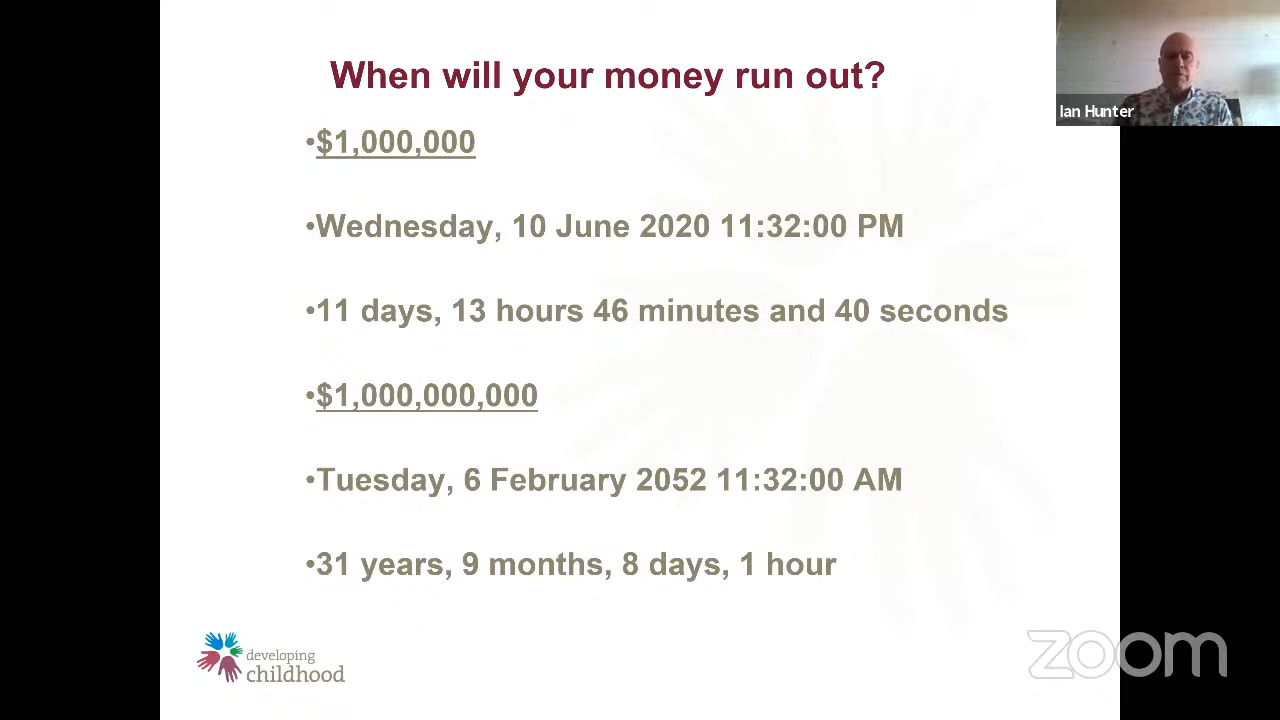 When will your money run out?
Ian Hunter
•$1,000,000
•Wednesday, 10 June 2020 11:32:00 PM
•11 days, 13 hours 46 minutes and 40 seconds
•$1,000,000,000
•Tuesday, 6 February 2052 11:32:00 AM
•31 years, 9 months, 8 days, 1 hour
developing
childhood
zoom